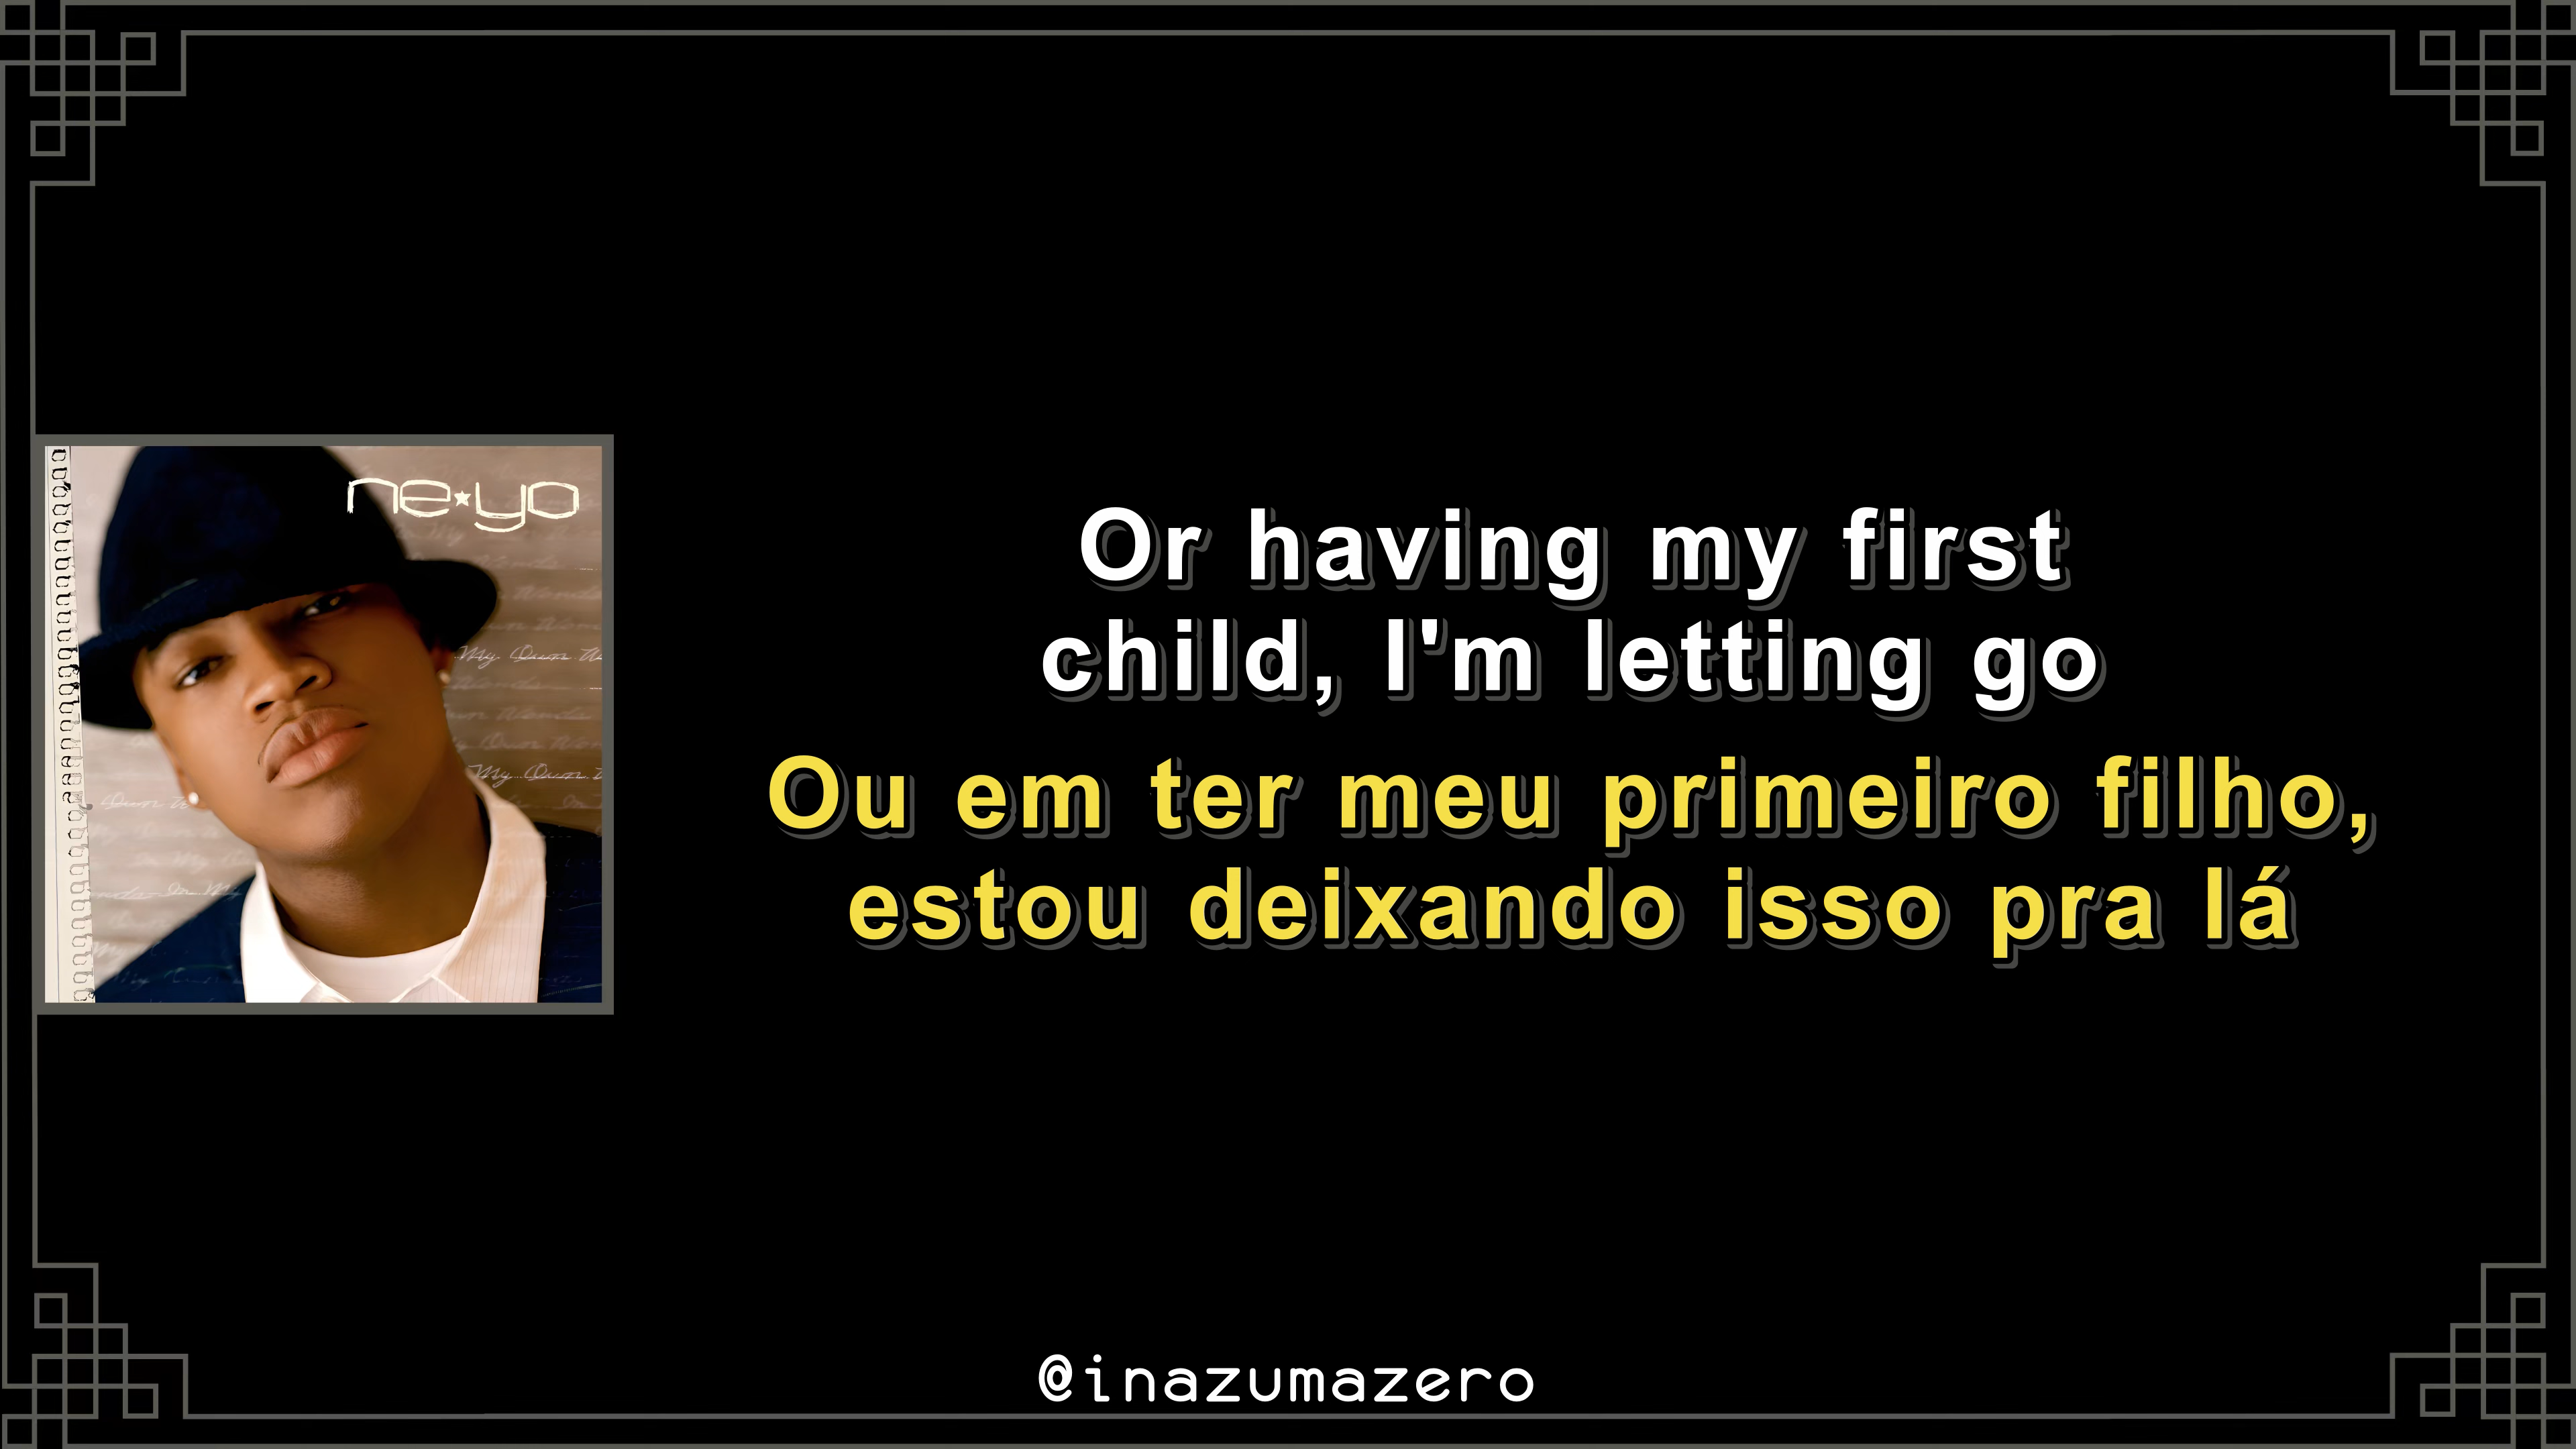 ne★yo
Or having my first
child, I'm letting go
Ou em ter meu primeiro filho,
estou deixando isso pra lá
@inazumazero